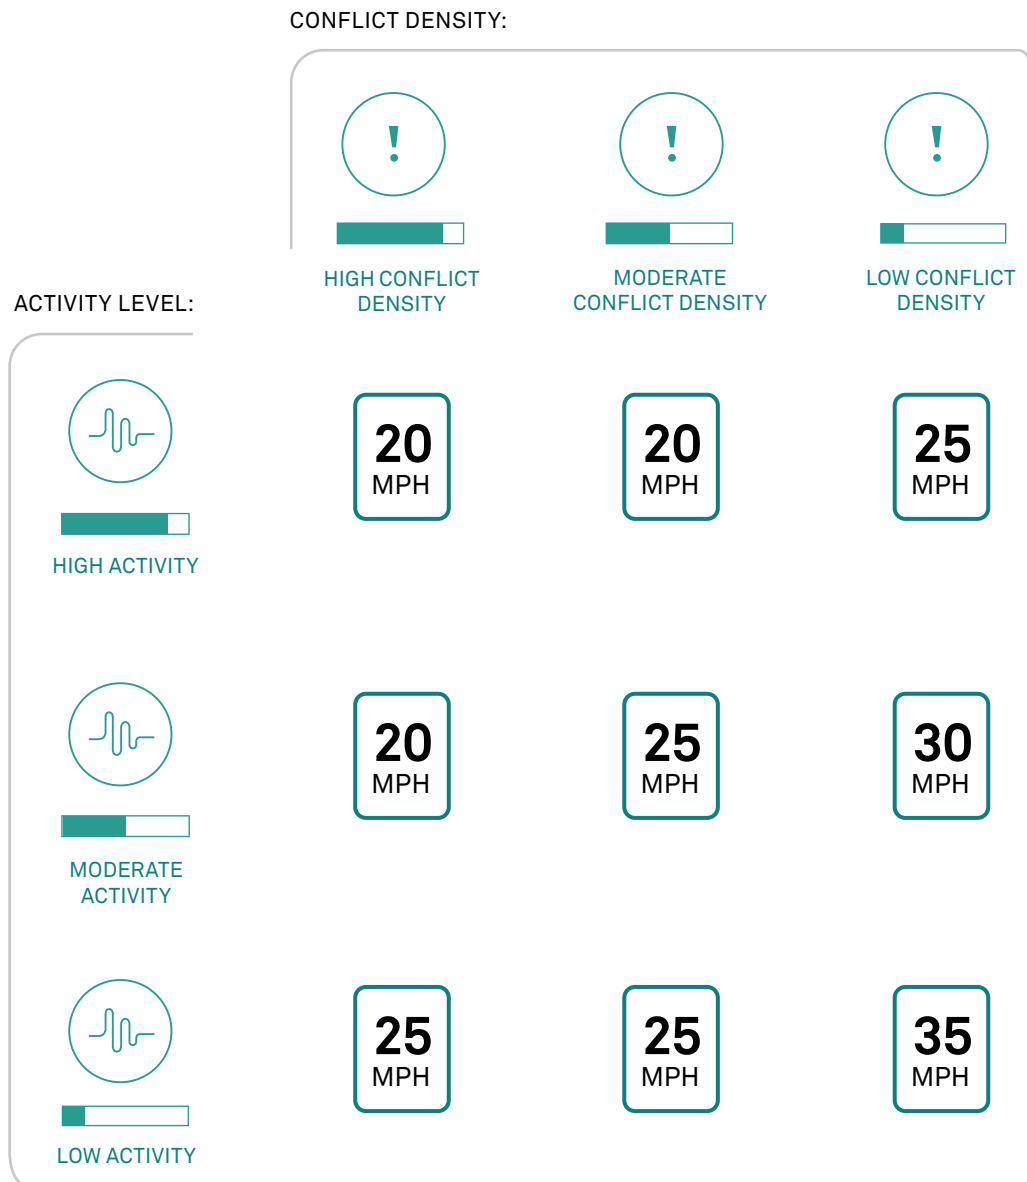 CONFLICT DENSITY:
!
!
!
HIGH CONFLICT
DENSITY
MODERATE
CONFLICT DENSITY
LOW CONFLICT
DENSITY
ACTIVITY LEVEL:
HIGH ACTIVITY
20
MPH
20
MPH
25
MPH
MODERATE
ACTIVITY
20
MPH
25
MPH
30
MPH
LOW ACTIVITY
25
MPH
25
MPH
35
MPH